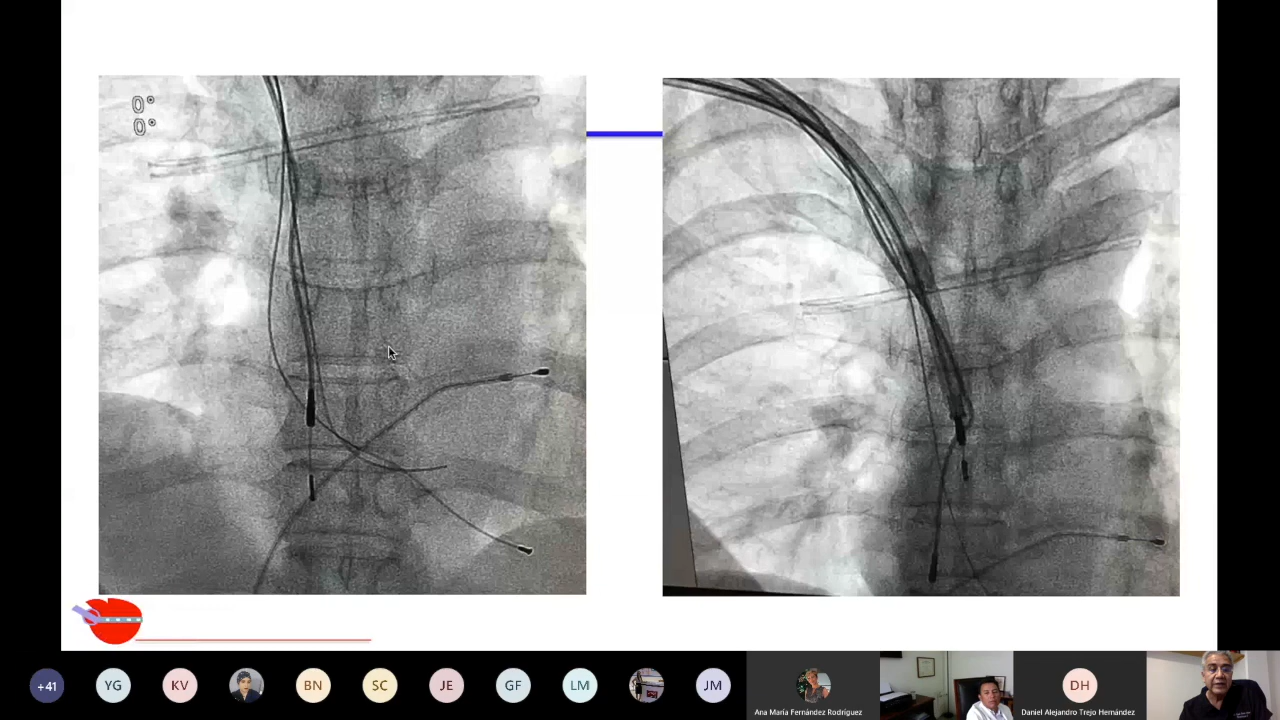 0°
0°
+41
YG
KV
BN
SC
JE
GF
LM
JM
DH
Ana María Fernández Rodríguez
Daniel Alejandro Trejo Hernández